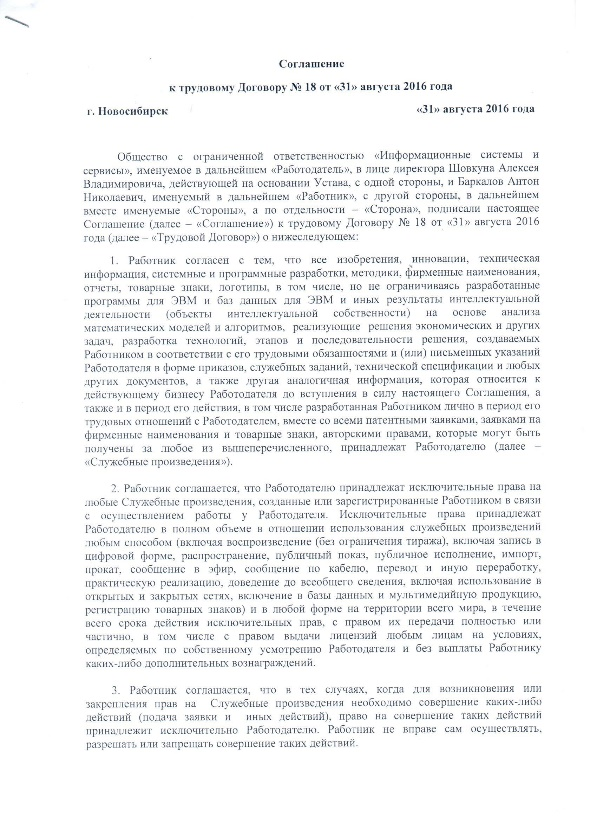 Соглашение
к трудовому Договору № 18 от «31» августа 2016 года
г. Новосибирск «31» августа 2016 года
Общество с ограниченной ответственностью «Информационные системы и
сервисы», именуемое в дальнейшем «Работодатель», в лице директора Шовкуна Алексея
Владимировича, действующей на основании Устава, с одной стороны, и Баркалов Антон
Николаевич, именуемый в дальнейшем «Работник», с другой стороны, в дальнейшем
вместе именуемые «Стороны», а по отдельности – «Сторона», подписали настоящее
Соглашение (далее – «Соглашение») к трудовому Договору № 18 от «31» августа 2016
года (далее – «Трудовой Договор») о нижеследующем:
1. Работник согласен с тем, что все изобретения, инновации, техническая
информация, системные и программные разработки, методики, фирменные наименования,
отчеты, товарные знаки, логотипы, в том числе, но не ограничиваясь разработанные
программы для ЭВМ и баз данных для ЭВМ и иных результаты интеллектуальной
деятельности (объекты интеллектуальной собственности) на основе анализа
математических моделей и алгоритмов, реализующие решения экономических и других
задач, разработка технологий, этапов и последовательности решения, создаваемых
Работником в соответствии с его трудовыми обязанностями и (или) письменных указаний
Работодателя в форме приказов, служебных заданий, технической спецификации и любых
других документов, а также другая аналогичная информация, которая относится к
действующему бизнесу Работодателя до вступления в силу настоящего Соглашения, а
также и в период его действия, в том числе разработанная Работником лично в период его
трудовых отношений с Работодателем, вместе со всеми патентными заявками, заявками на
фирменные наименования и товарные знаки, авторскими правами, которые могут быть
получены за любое из вышеперечисленного, принадлежат Работодателю (далее –
«Служебные произведения»).
2. Работник соглашается, что Работодателю принадлежат исключительные права на
любые Служебные произведения, созданные или зарегистрированные Работником в связи
с осуществлением работы у Работодателя. Исключительные права принадлежат
Работодателю в полном объеме в отношении использования служебных произведений
любым способом (включая воспроизведение (без ограничения тиража), включая запись в
цифровой форме, распространение, публичный показ, публичное исполнение, импорт,
прокат, сообщение в эфир, сообщение по кабелю, перевод и иную переработку,
практическую реализацию, доведение до всеобщего сведения, включая использование в
открытых и закрытых сетях, включение в базы данных и мультимедийную продукцию,
регистрацию товарных знаков) и в любой форме на территории всего мира, в течение
всего срока действия исключительных прав, с правом их передачи полностью или
частично, в том числе с правом выдачи лицензий любым лицам на условиях,
определяемых по собственному усмотрению Работодателя и без выплаты Работнику
каких-либо дополнительных вознаграждений.
3. Работник соглашается, что в тех случаях, когда для возникновения или
закрепления прав на Служебные произведения необходимо совершение каких-либо
действий (подача заявки и иных действий), право на совершение таких действий
принадлежит исключительно Работодателю. Работник не вправе сам осуществлять,
разрешать или запрещать совершение таких действий.